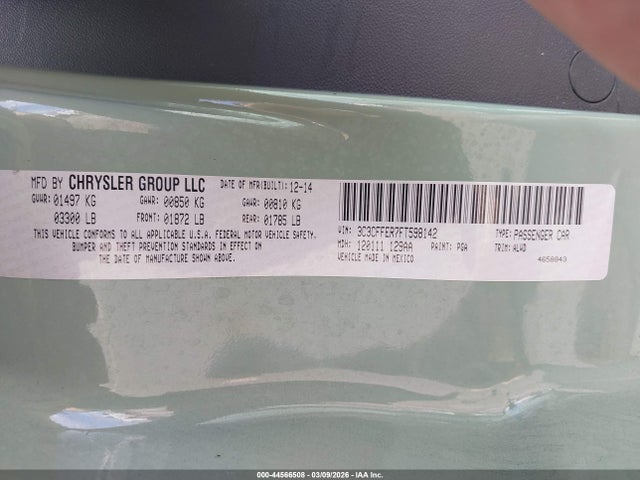 MFD BY CHRYSLER GROUP LLC DATE OF MFR(BUILT): 12-14
GVWR: 01497 KG GAWR: 00850 KG GAWR: 00810 KG
03300 LB FRONT: 01872 LB REAR: 01785 LB
THIS VEHICLE CONFORMS TO ALL APPLICABLE U.S.A. FEDERAL MOTOR VEHICLE SAFETY,
BUMPER AND THEFT PREVENTION STANDARDS IN EFFECT ON
THE DATE OF MANUFACTURE SHOWN ABOVE.
VIN: 3C3CFFER7FT598142 TYPE: PASSENGER CAR
MDH: 120111 129AA PAINT: PGA TRIM: ALWD
VEHICLE MADE IN MEXICO 4658043
000-44566508 - 03/09/2026 - IAA Inc.